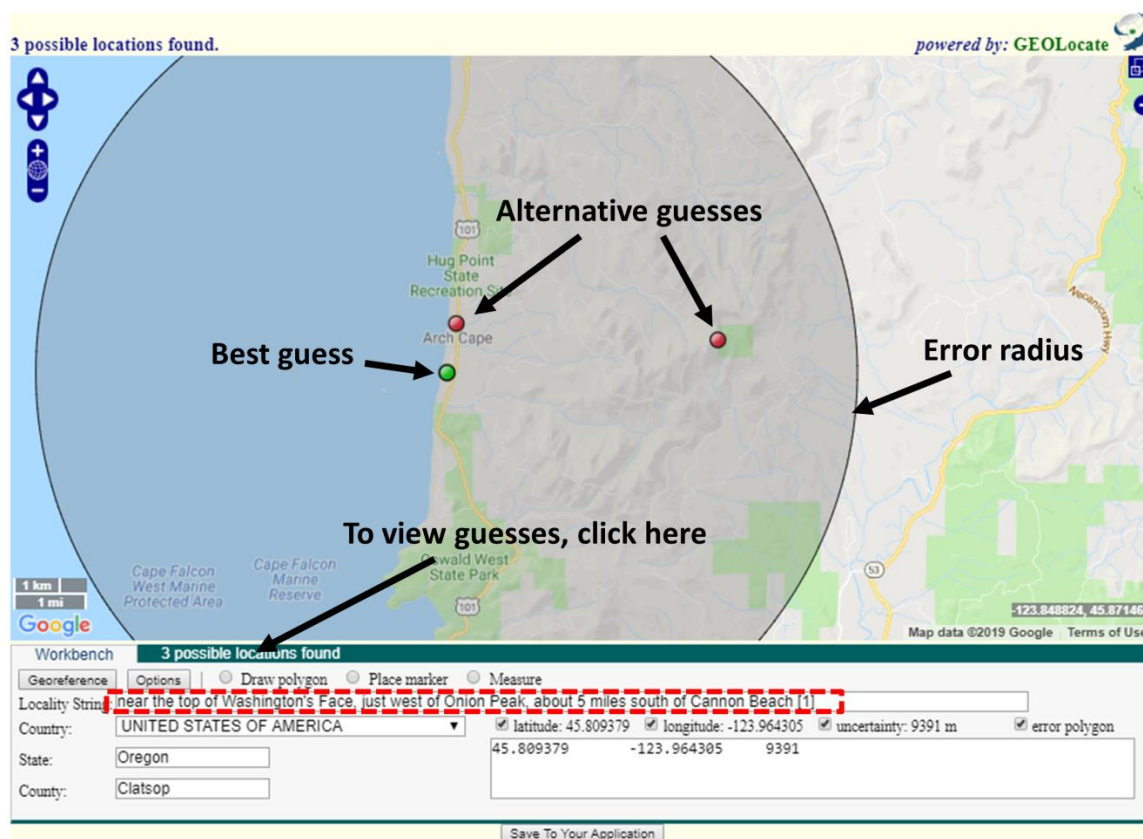 3 possible locations found.
powered by: GEOLocate
Alternative guesses
101
Hug Point
State
Recreation Site
Arch Cape
Best guess
Error radius
Necanicum Hwy
To view guesses, click here
Oswald West
State Park
Cape Falcon
West Marine
Protected Area
Cape Falcon
Marine
Reserve
53
101
1 km
1 mi
Google
-123.848824, 45.87146
Map data ©2019 Google Terms of Use
Workbench 3 possible locations found
Georeference Options | Draw polygon Place marker Measure
Locality String: near the top of Washington's Face, just west of Onion Peak, about 5 miles south of Cannon Beach [1]
Country: UNITED STATES OF AMERICA
latitude: 45.809379 longitude: -123.964305 uncertainty: 9391 m error polygon
45.809379 -123.964305 9391
State: Oregon
County: Clatsop
Save To Your Application